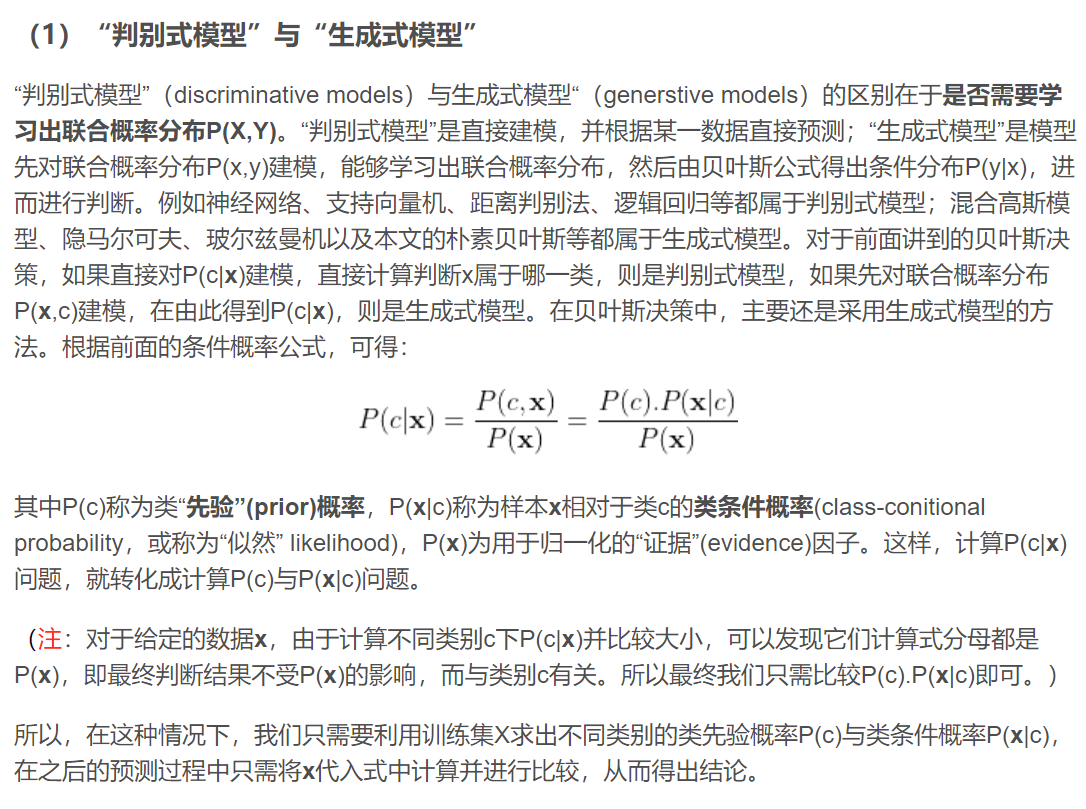 （1）“判别式模型”与“生成式模型”
“判别式模型”（discriminative models）与生成式模型“（generstive models）的区别在于是否需要学
习出联合概率分布P(X,Y)。“判别式模型”是直接建模，并根据某一数据直接预测；“生成式模型”是模型
先对联合概率分布P(x,y)建模，能够学习出联合概率分布，然后由贝叶斯公式得出条件分布P(y|x)，进
而进行判断。例如神经网络、支持向量机、距离判别法、逻辑回归等都属于判别式模型；混合高斯模
型、隐马尔可夫、玻尔兹曼机以及本文的朴素贝叶斯等都属于生成式模型。对于前面讲到的贝叶斯决
策，如果直接对P(c|x)建模，直接计算判断x属于哪一类，则是判别式模型，如果先对联合概率分布
P(x,c)建模，在由此得到P(c|x)，则是生成式模型。在贝叶斯决策中，主要还是采用生成式模型的方
法。根据前面的条件概率公式，可得：
P(c|x) = P(c,x) / P(x) = P(c).P(x|c) / P(x)
其中P(c)称为类“先验”(prior)概率，P(x|c)称为样本x相对于类c的类条件概率(class-conitional
probability，或称为“似然” likelihood)，P(x)为用于归一化的“证据”(evidence)因子。这样，计算P(c|x)
问题，就转化成计算P(c)与P(x|c)问题。
（注：对于给定的数据x，由于计算不同类别c下P(c|x)并比较大小，可以发现它们计算式分母都是
P(x)，即最终判断结果不受P(x)的影响，而与类别c有关。所以最终我们只需比较P(c).P(x|c)即可。）
所以，在这种情况下，我们只需要利用训练集X求出不同类别的类先验概率P(c)与类条件概率P(x|c)，
在之后的预测过程中只需将x代入式中计算并进行比较，从而得出结论。